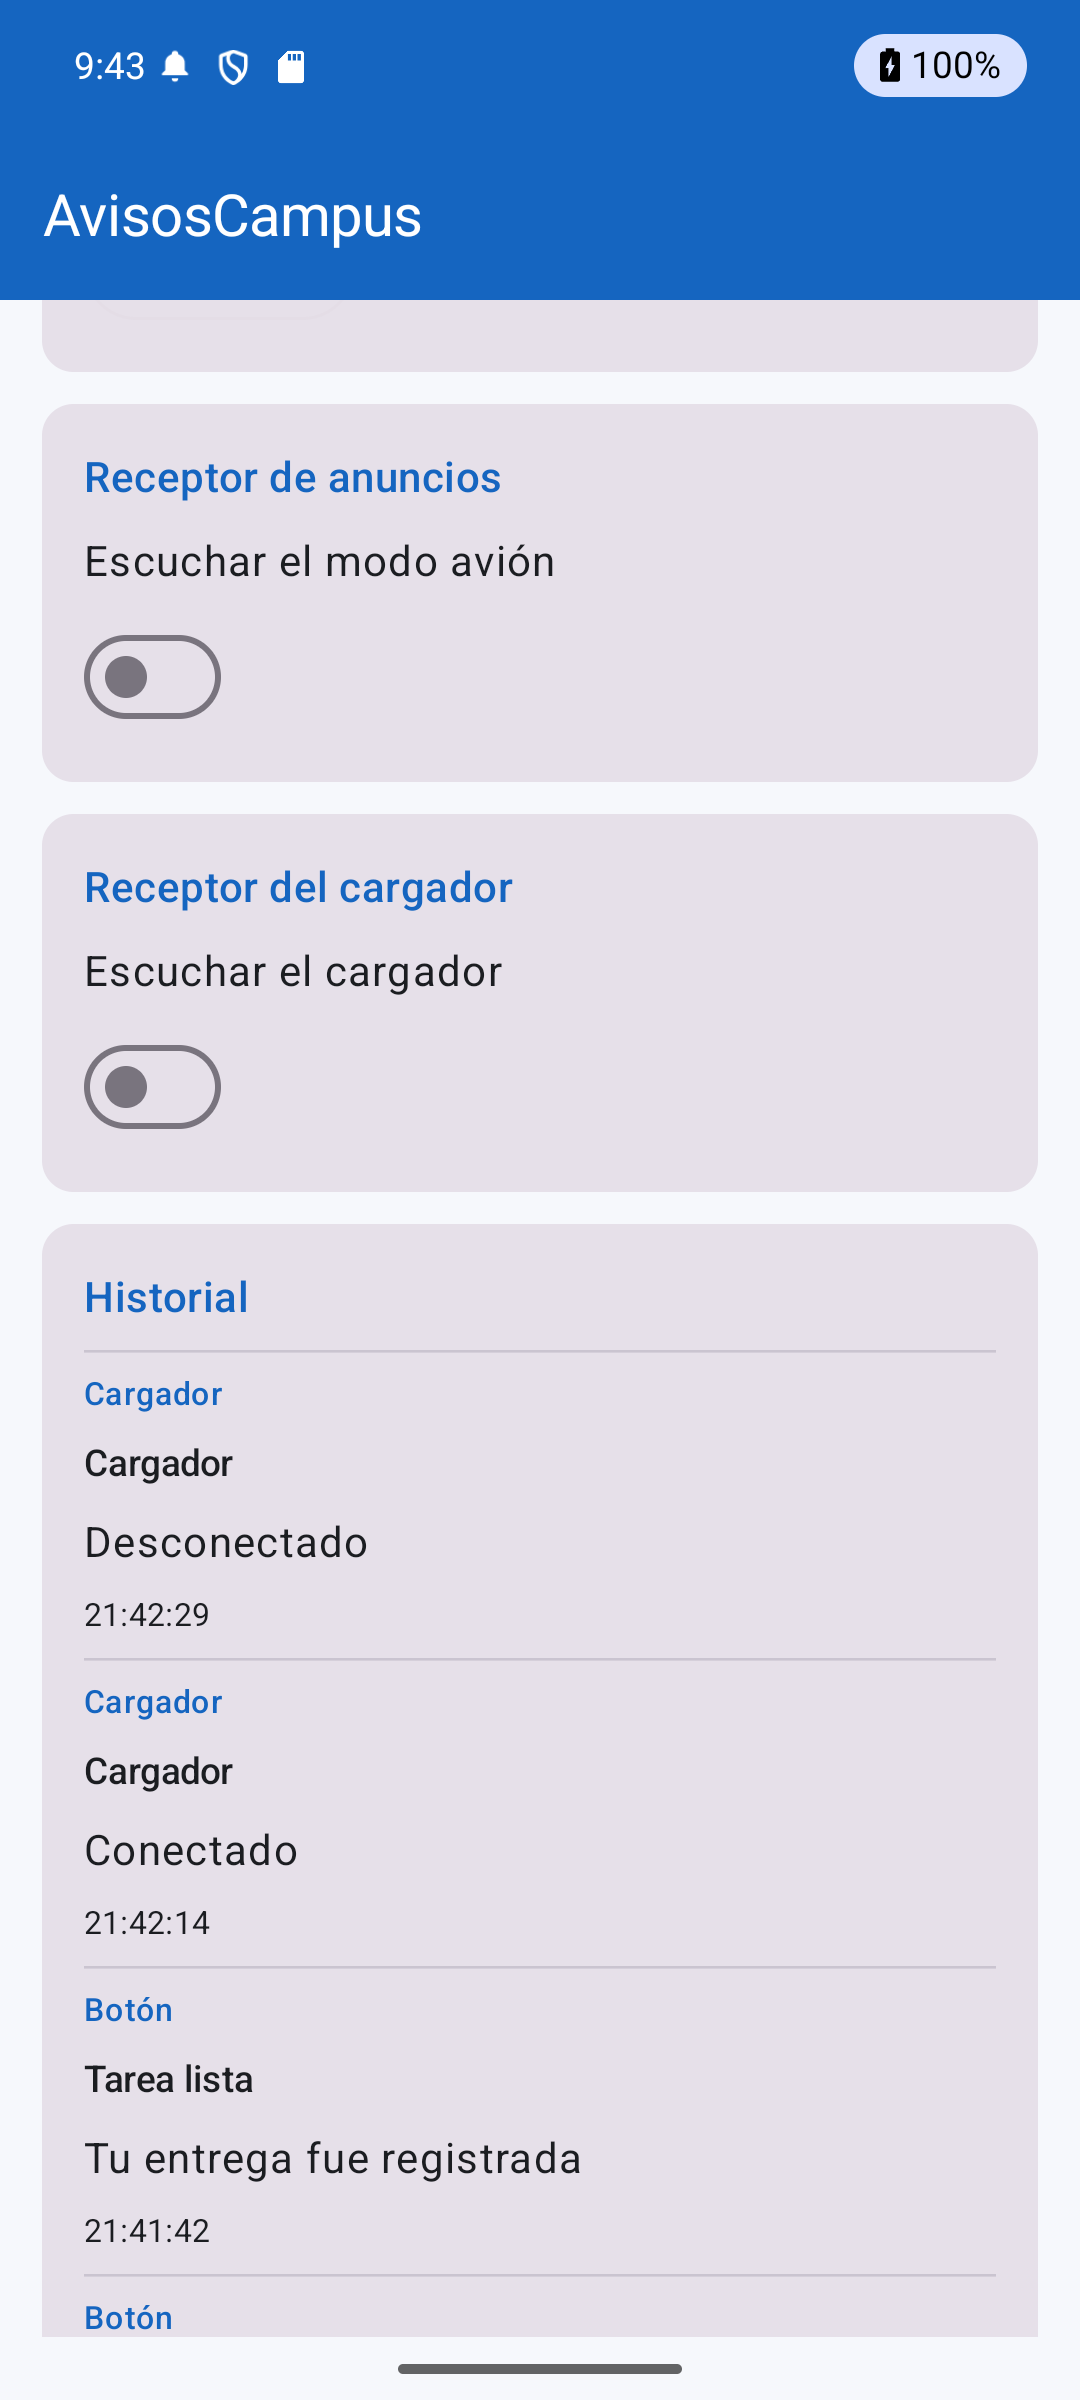 9:43
100%
AvisosCampus
Receptor de anuncios
Escuchar el modo avión
Receptor del cargador
Escuchar el cargador
Historial
Cargador
Cargador
Desconectado
21:42:29
Cargador
Cargador
Conectado
21:42:14
Botón
Tarea lista
Tu entrega fue registrada
21:41:42
Botón